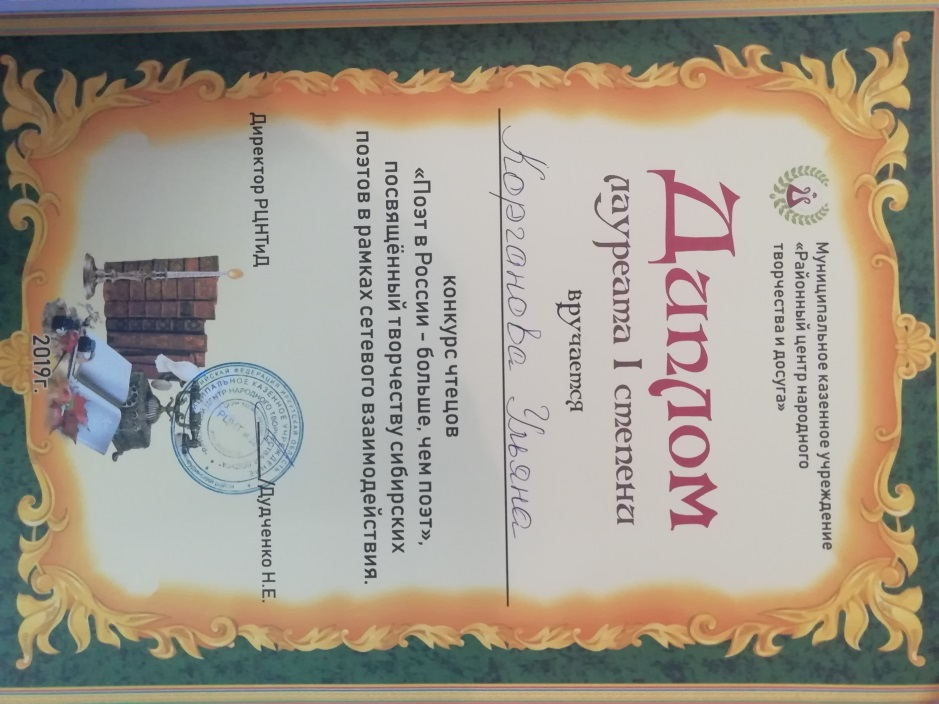 Муниципальное казенное учреждение
«Районный центр народного
творчества и досуга»
Диплом
лауреата I степени
вручается
Корганова Ульяна
конкурс чтецов
«Поэт в России - больше, чем поэт»,
посвящённый творчеству сибирских
поэтов в рамках сетевого взаимодействия.
Директор РЦНТиД /Дудченко Н.Е.
2019г.